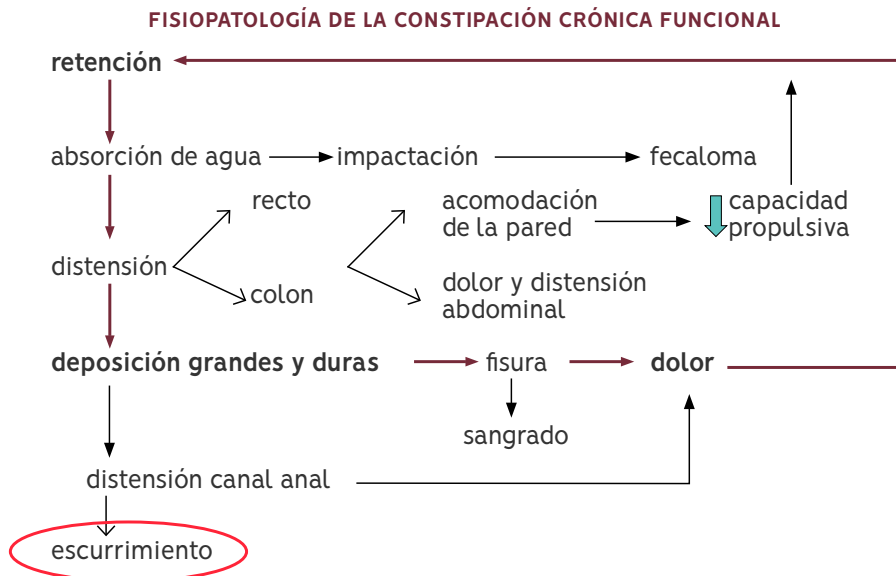 FISIOPATOLOGÍA DE LA CONSTIPACIÓN CRÓNICA FUNCIONAL
retención
absorción de agua
impactación
fecaloma
recto
acomodación
de la pared
capacidad
propulsiva
distensión
colon
dolor y distensión
abdominal
deposición grandes y duras
fisura
dolor
sangrado
distensión canal anal
escurrimiento